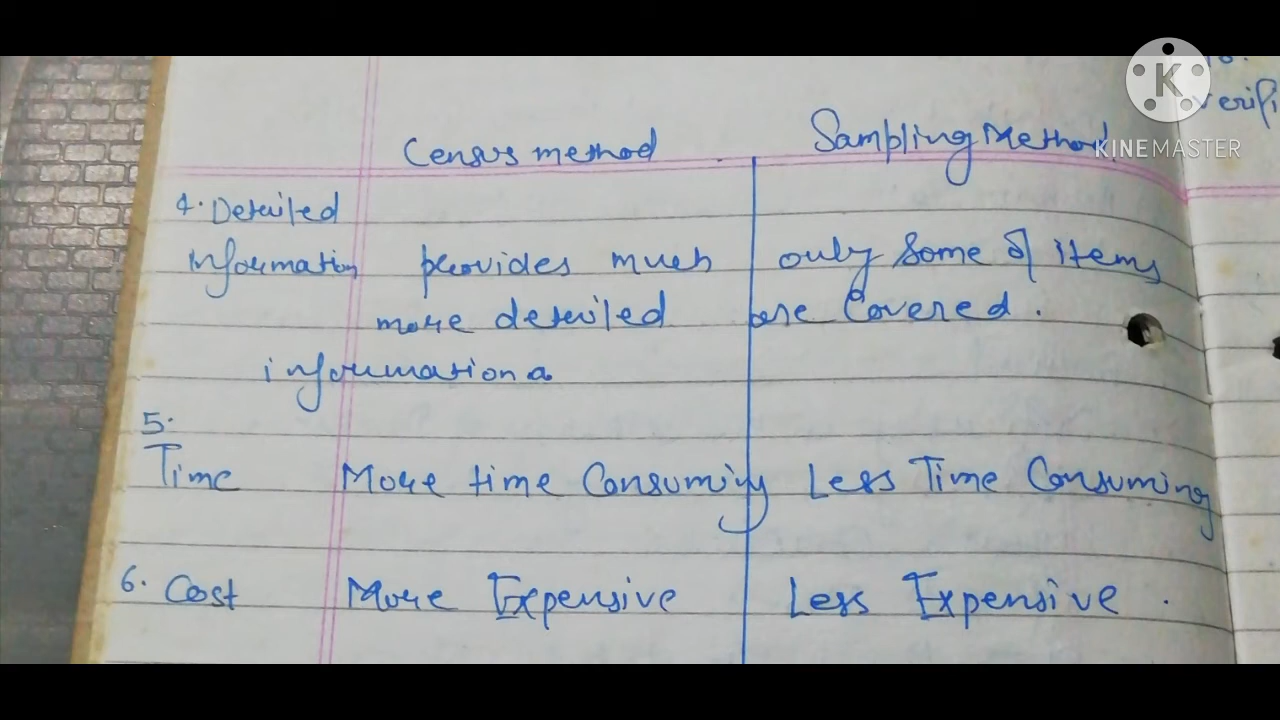 Census method Sampling Method
4. Detailed
Information provides much only some of items
more detailed are Covered.
information
5.
Time More time Consuming Less Time Consuming
6. Cost More Expensive Less Expensive.
verifi
K
KINEMASTER